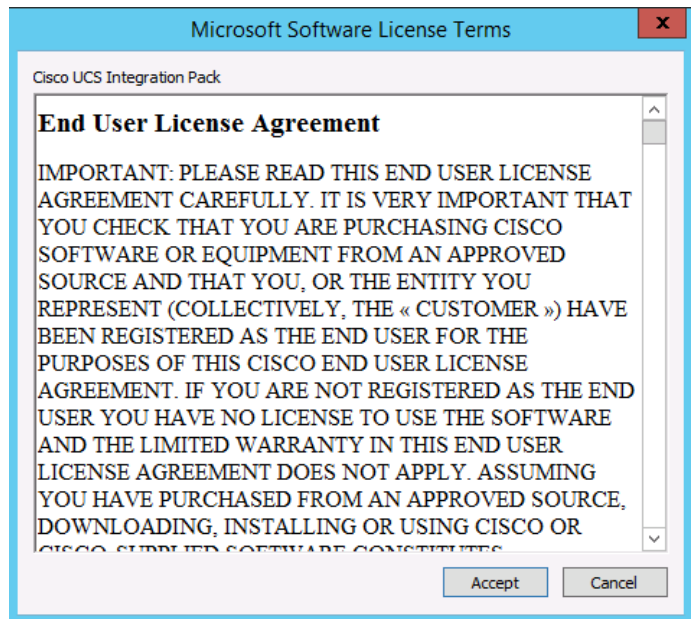 Microsoft Software License Terms
x
Cisco UCS Integration Pack
End User License Agreement
IMPORTANT: PLEASE READ THIS END USER LICENSE
AGREEMENT CAREFULLY. IT IS VERY IMPORTANT THAT
YOU CHECK THAT YOU ARE PURCHASING CISCO
SOFTWARE OR EQUIPMENT FROM AN APPROVED
SOURCE AND THAT YOU, OR THE ENTITY YOU
REPRESENT (COLLECTIVELY, THE « CUSTOMER ») HAVE
BEEN REGISTERED AS THE END USER FOR THE
PURPOSES OF THIS CISCO END USER LICENSE
AGREEMENT. IF YOU ARE NOT REGISTERED AS THE END
USER YOU HAVE NO LICENSE TO USE THE SOFTWARE
AND THE LIMITED WARRANTY IN THIS END USER
LICENSE AGREEMENT DOES NOT APPLY. ASSUMING
YOU HAVE PURCHASED FROM AN APPROVED SOURCE,
DOWNLOADING, INSTALLING OR USING CISCO OR
CISCO-SUPPLIED SOFTWARE CONSTITUTES
Accept Cancel